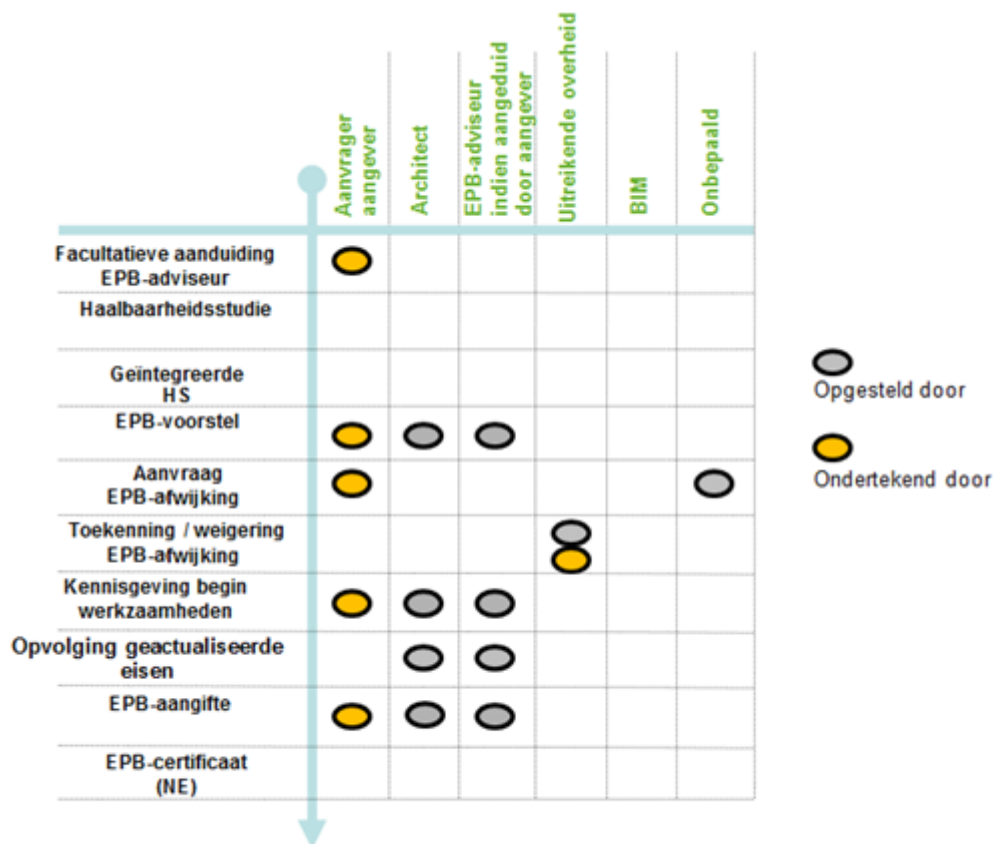 Aanvrager
aangever
Architect
EPB-adviseur
indien aangeduid
door aangever
Uitreikende overheid
BIM
Onbepaald
Facultatieve aanduiding
EPB-adviseur
Haalbaarheidsstudie
Geïntegreerde
HS
EPB-voorstel
Aanvraag
EPB-afwijking
Toekenning / weigering
EPB-afwijking
Kennisgeving begin
werkzaamheden
Opvolging geactualiseerde
eisen
EPB-aangifte
EPB-certificaat
(NE)
Opgesteld door
Ondertekend door